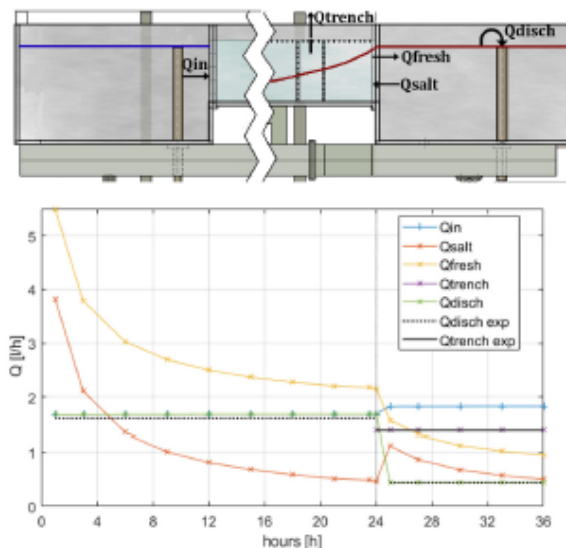 Qtrench
Qdisch
Qin
Qfresh
Qsalt
5
4
3
2
1
0
Q [l/h]
Qin
Qsalt
Qfresh
Qtrench
Qdisch
Qdisch exp
Qtrench exp
0 4 8 12 16 20 24 28 32 36
hours [h]